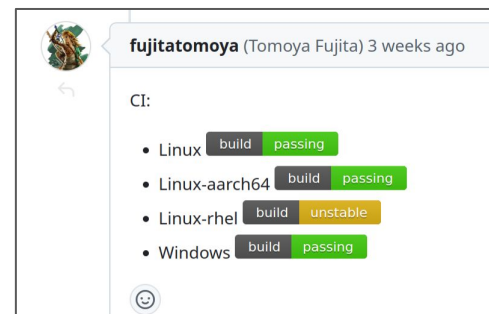 fujitatomoya (Tomoya Fujita) 3 weeks ago
CI:
• Linux build passing
• Linux-aarch64 build passing
• Linux-rhel build unstable
• Windows build passing